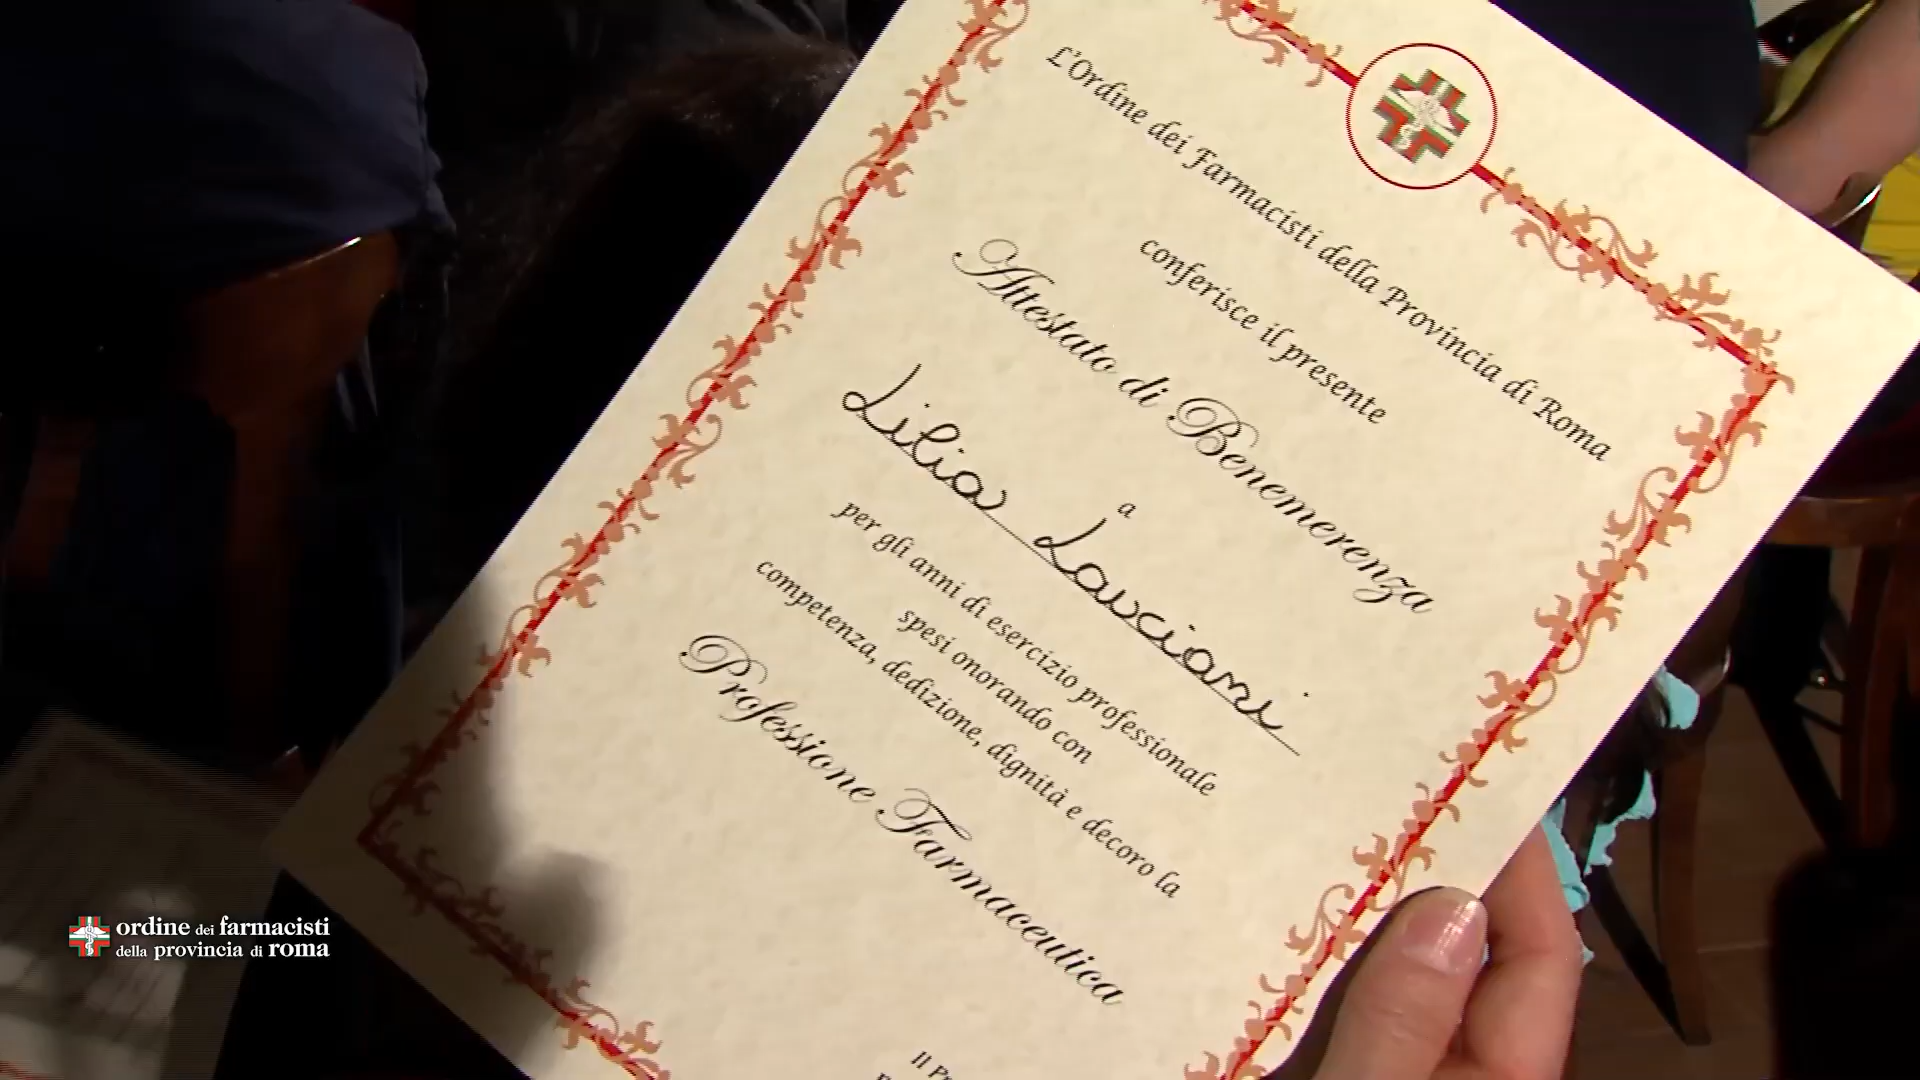 L'Ordine dei Farmacisti della Provincia di Roma
conferisce il presente
Attestato di Benemerenza
a
Lilia Lauciani
per gli anni di esercizio professionale
spesi onorando con
competenza, dedizione, dignità e decoro la
Professione Farmaceutica
Il
ordine dei farmacisti
della provincia di roma